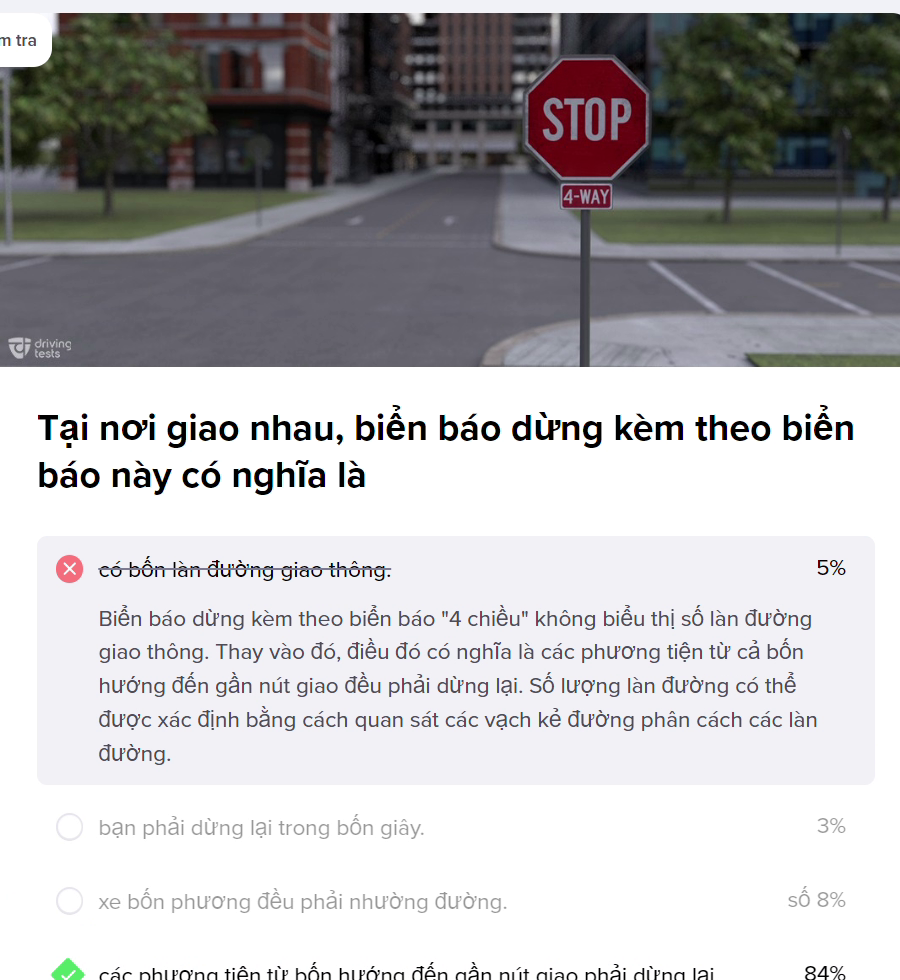 m tra
STOP
4-WAY
driving
tests
Tại nơi giao nhau, biển báo dừng kèm theo biển
báo này có nghĩa là
có bốn làn đường giao thông.
5%
Biển báo dừng kèm theo biển báo "4 chiều" không biểu thị số làn đường
giao thông. Thay vào đó, điều đó có nghĩa là các phương tiện từ cả bốn
hướng đến gần nút giao đều phải dừng lại. Số lượng làn đường có thể
được xác định bằng cách quan sát các vạch kẻ đường phân cách các làn
đường.
bạn phải dừng lại trong bốn giây.
3%
xe bốn phương đều phải nhường đường.
số 8%
các phương tiện từ bốn hướng đến gần nút giao phải dừng lại
84%